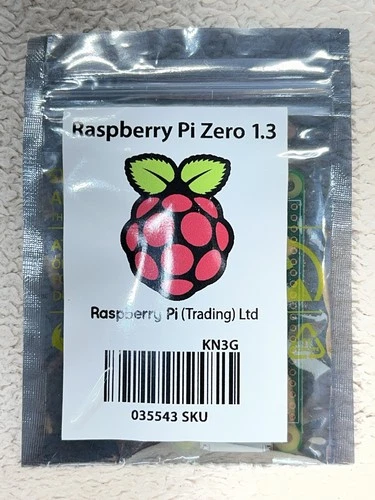 Raspberry Pi Zero 1.3
Raspberry Pi (Trading) Ltd
KN3G
035543 SKU